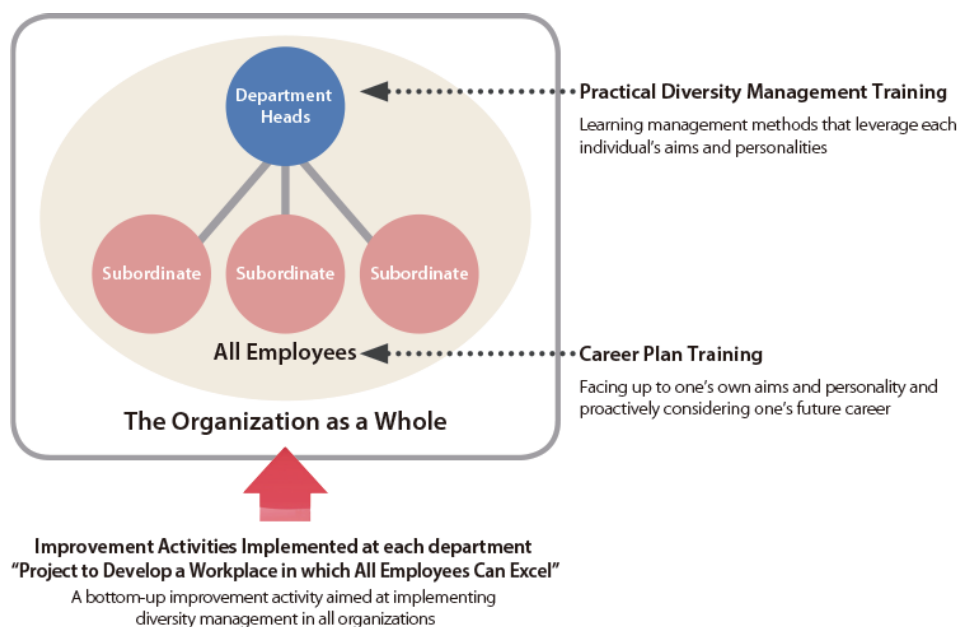 Department
Heads
Subordinate
Subordinate
Subordinate
All Employees
The Organization as a Whole
Practical Diversity Management Training
Learning management methods that leverage each
individual’s aims and personalities
Career Plan Training
Facing up to one’s own aims and personality and
proactively considering one’s future career
Improvement Activities Implemented at each department
“Project to Develop a Workplace in which All Employees Can Excel”
A bottom-up improvement activity aimed at implementing
diversity management in all organizations